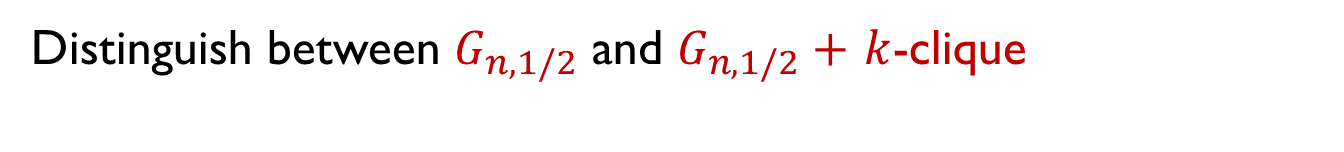 Distinguish between G_{n,1/2} and G_{n,1/2} + k-clique